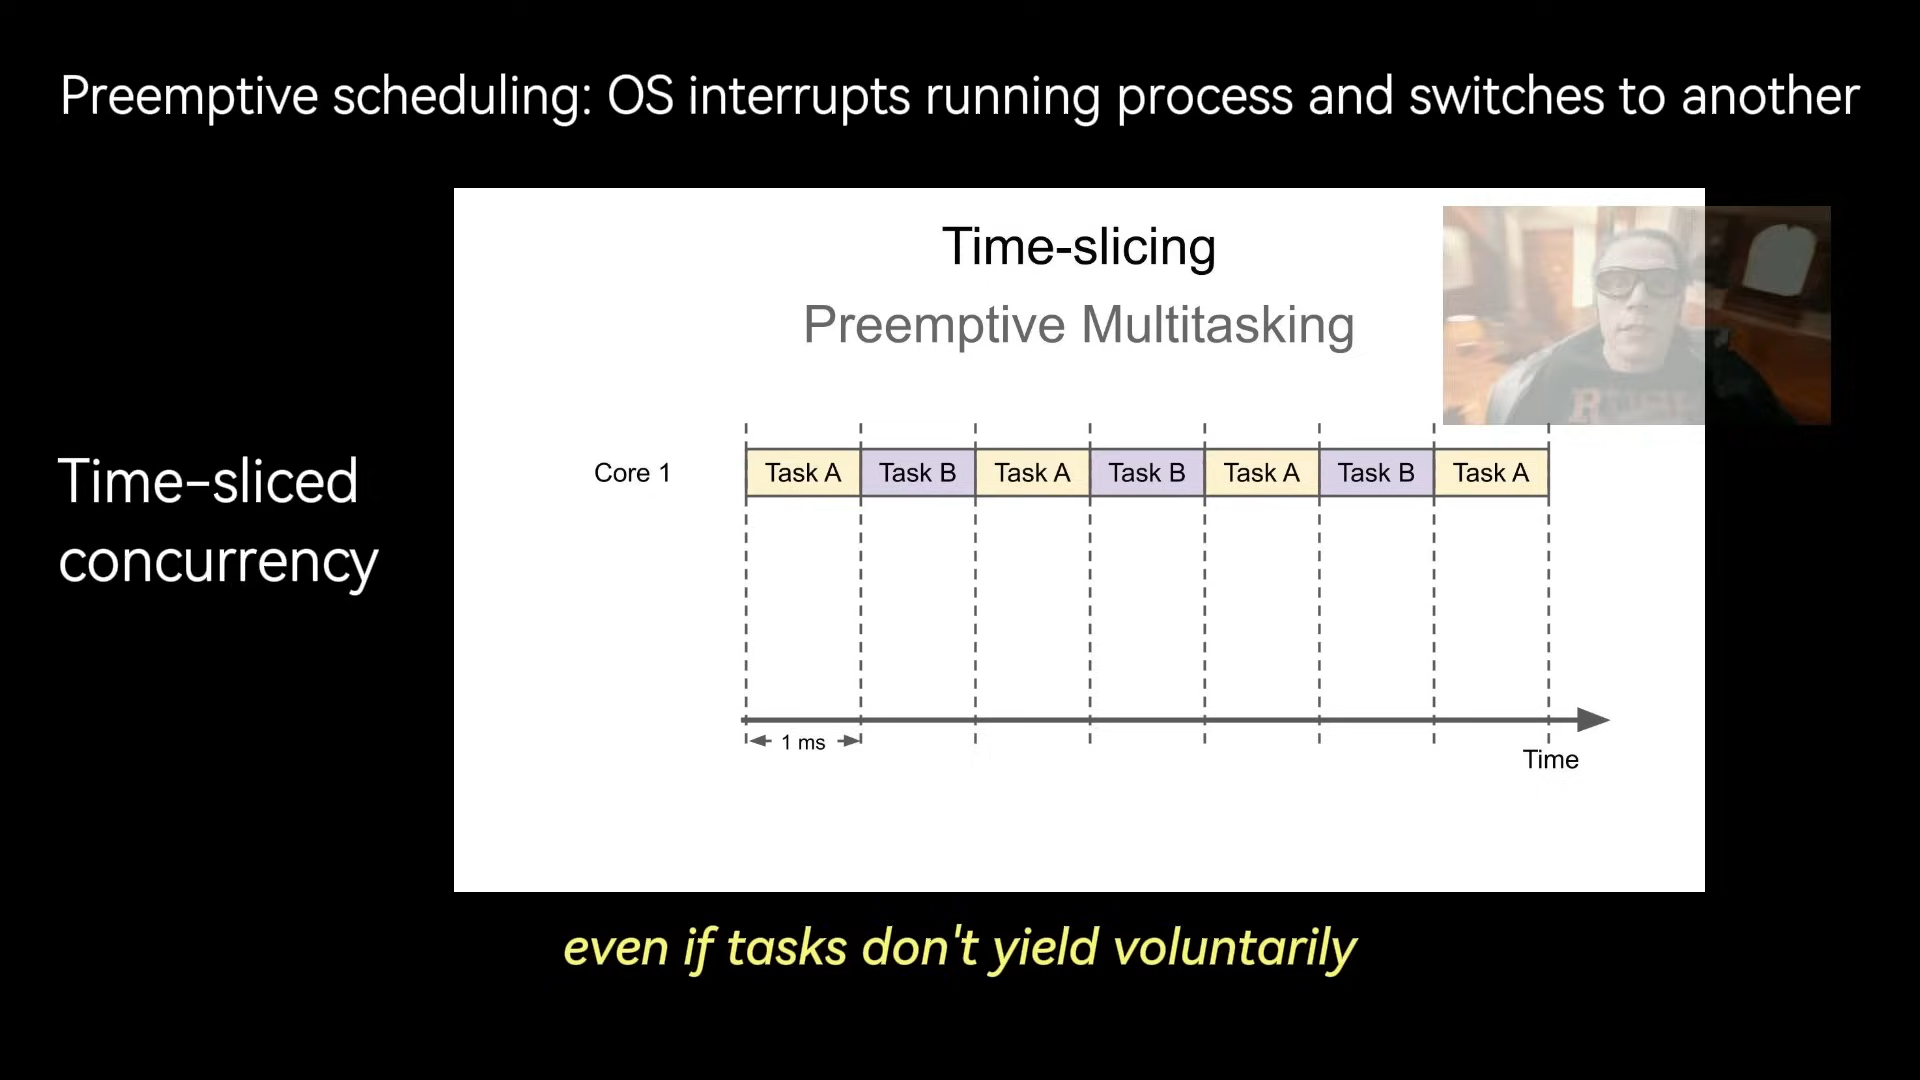 Preemptive scheduling: OS interrupts running process and switches to another
Time-slicing
Preemptive Multitasking
Time-sliced
concurrency
Core 1
Task A
Task B
Task A
Task B
Task A
Task B
Task A
1 ms
Time
even if tasks don't yield voluntarily